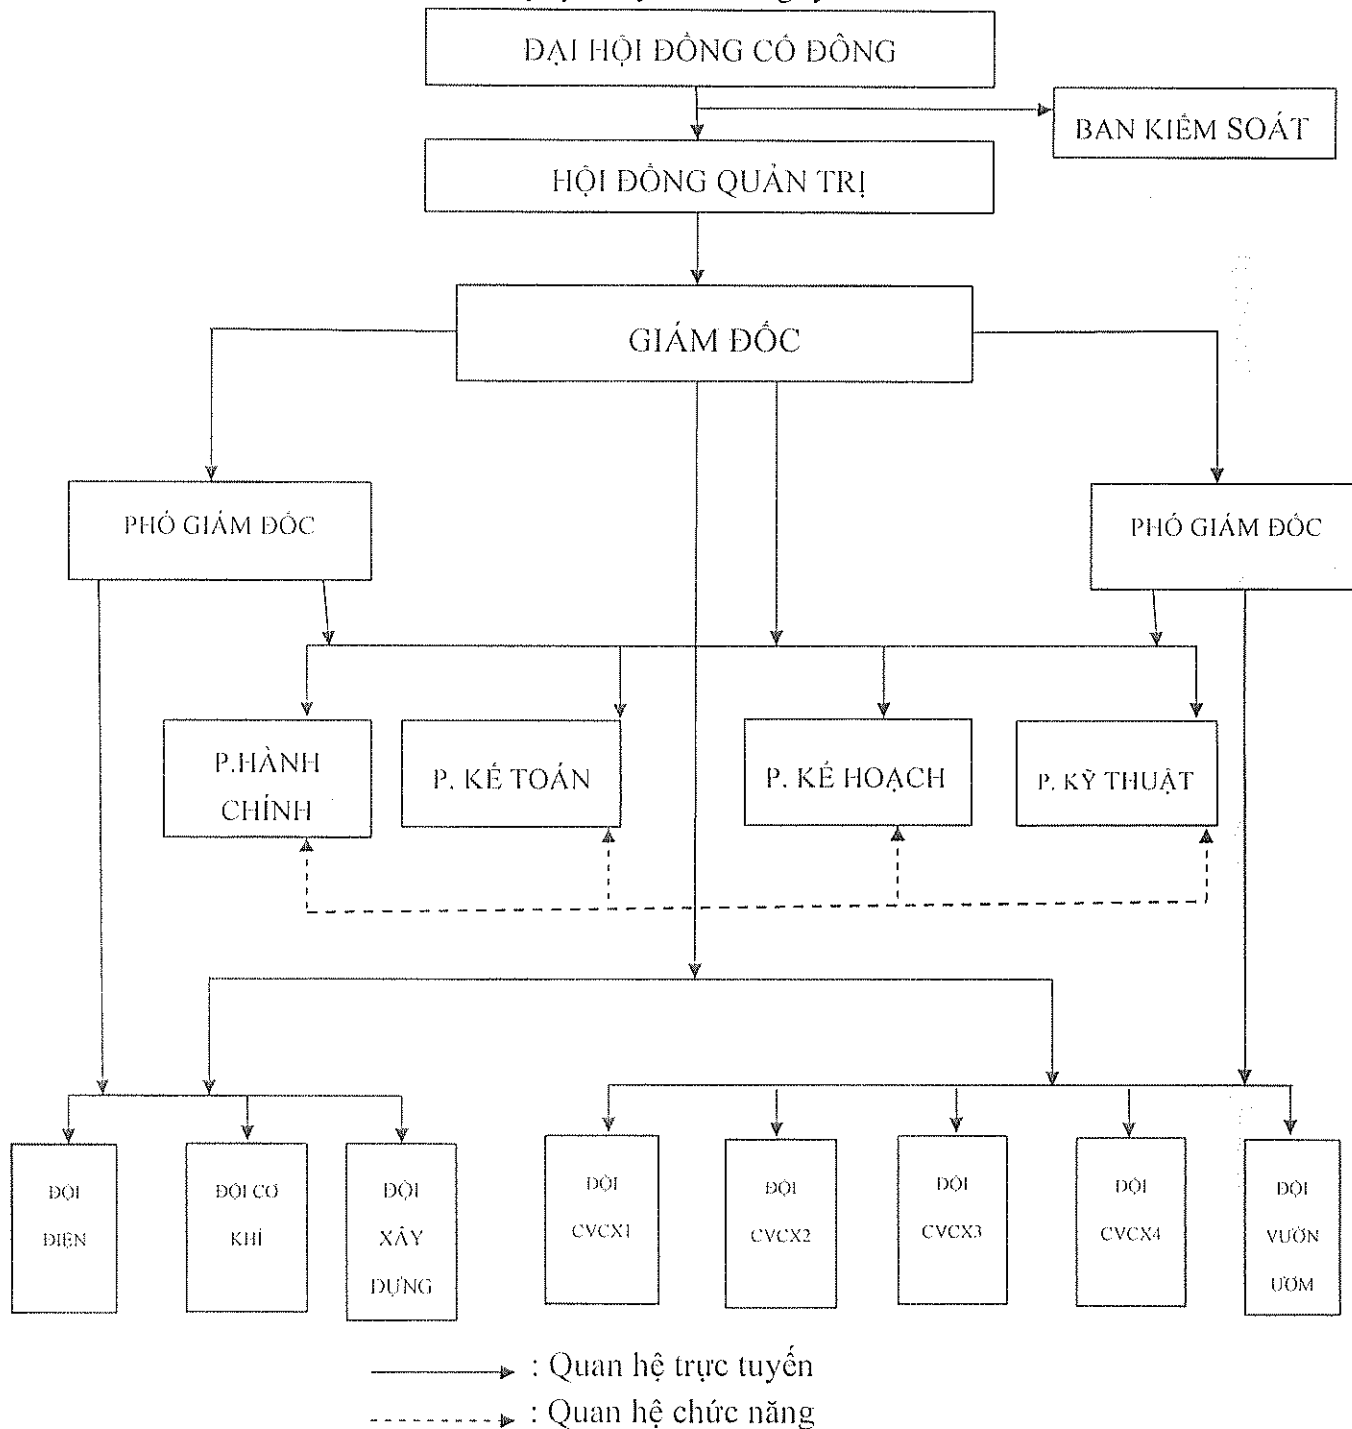 ĐẠI HỘI ĐỒNG CỔ ĐÔNG
BAN KIỂM SOÁT
HỘI ĐỒNG QUẢN TRỊ
GIÁM ĐỐC
PHÓ GIÁM ĐỐC
PHÓ GIÁM ĐỐC
P.HÀNH
CHÍNH
P. KẾ TOÁN
P. KẾ HOẠCH
P. KỸ THUẬT
ĐỘI
ĐIỆN
ĐỘI CƠ
KHÍ
ĐỘI
XÂY
DỰNG
ĐỘI
CVCX1
ĐỘI
CVCX2
ĐỘI
CVCX3
ĐỘI
CVCX4
ĐỘI
VƯỜN
ƯƠM
: Quan hệ trực tuyến
: Quan hệ chức năng